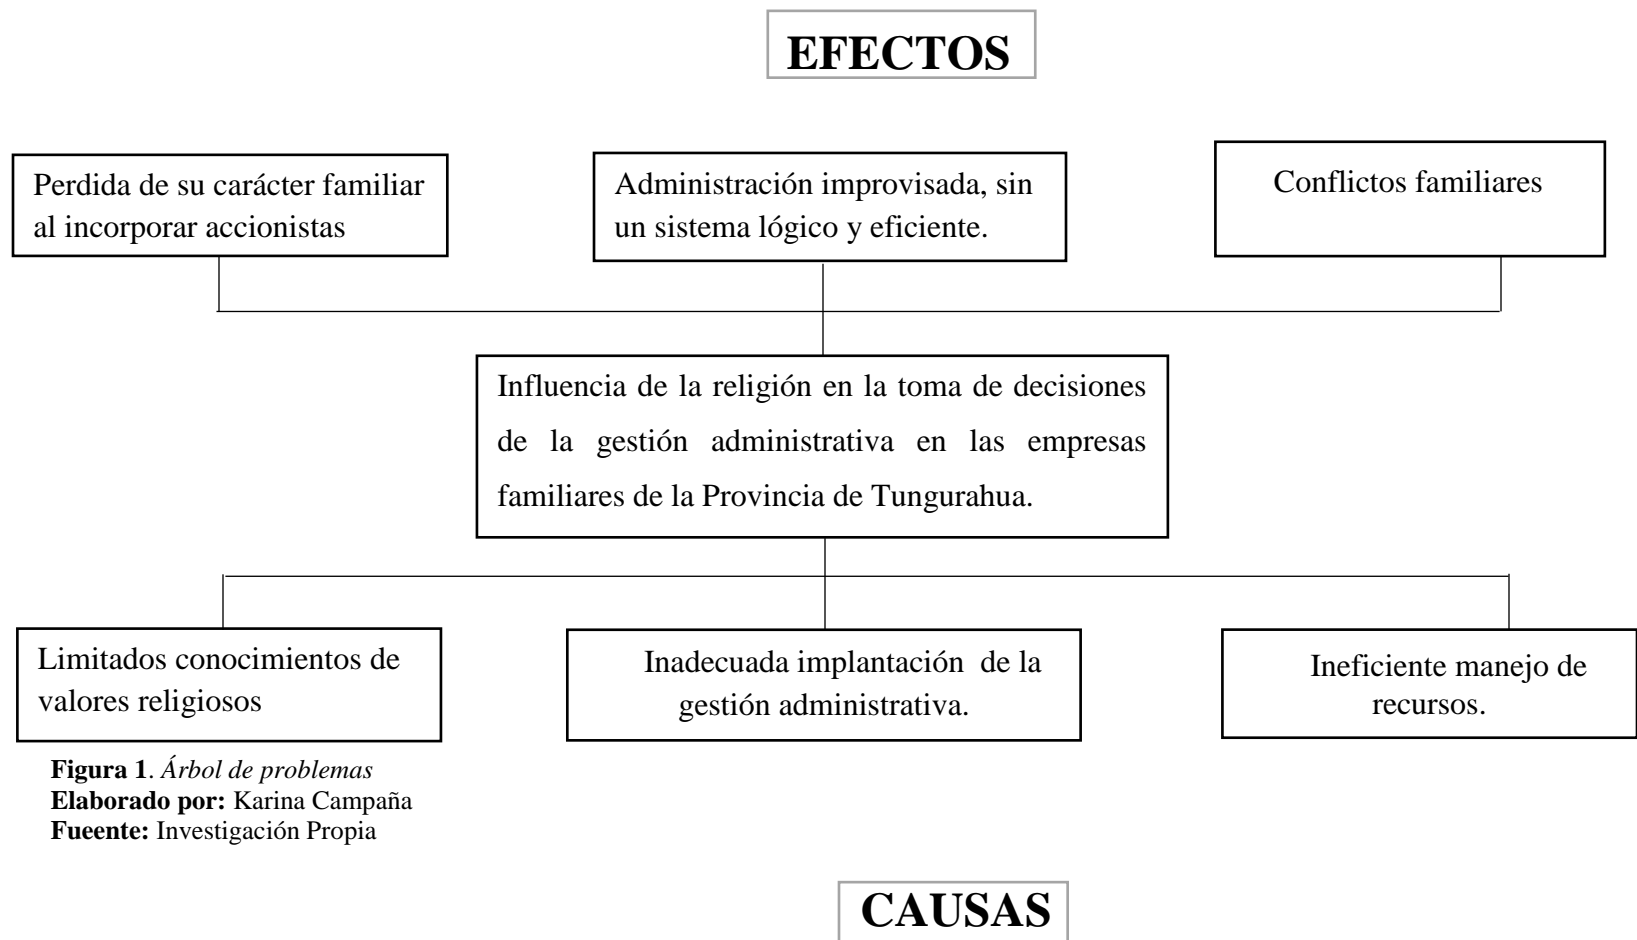 EFECTOS
Perdida de su carácter familiar
al incorporar accionistas
Administración improvisada, sin
un sistema lógico y eficiente.
Conflictos familiares
Influencia de la religión en la toma de decisiones
de la gestión administrativa en las empresas
familiares de la Provincia de Tungurahua.
Limitados conocimientos de
valores religiosos
Inadecuada implantación de la
gestión administrativa.
Ineficiente manejo de
recursos.
Figura 1. Árbol de problemas
Elaborado por: Karina Campaña
Fueente: Investigación Propia
CAUSAS